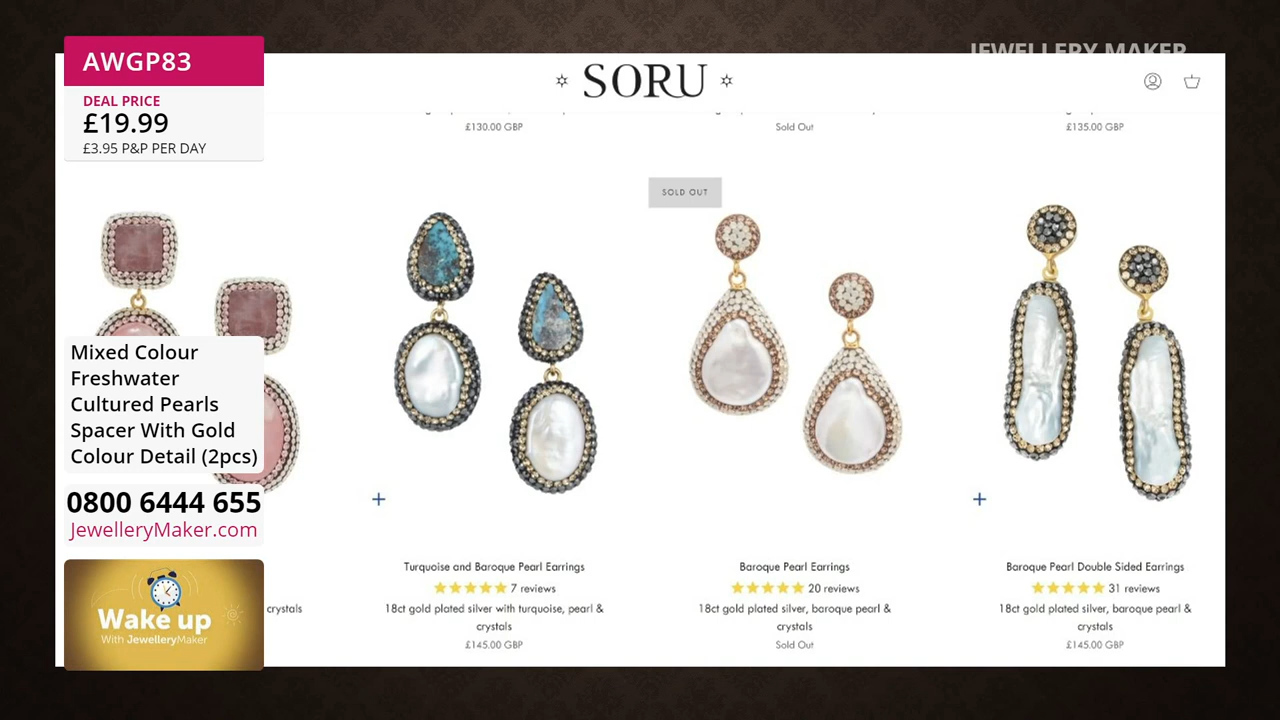 AWGP83
DEAL PRICE
£19.99
£3.95 P&P PER DAY
JEWELLERY MAKER
SORU
£130.00 GBP
Sold Out
£135.00 GBP
SOLD OUT
Mixed Colour
Freshwater
Cultured Pearls
Spacer With Gold
Colour Detail (2pcs)
0800 6444 655
JewelleryMaker.com
Wake up
With JewelleryMaker
crystals
Turquoise and Baroque Pearl Earrings
7 reviews
18ct gold plated silver with turquoise, pearl &
crystals
£145.00 GBP
Baroque Pearl Earrings
20 reviews
18ct gold plated silver, baroque pearl &
crystals
Sold Out
Baroque Pearl Double Sided Earrings
31 reviews
18ct gold plated silver, baroque pearl &
crystals
£145.00 GBP